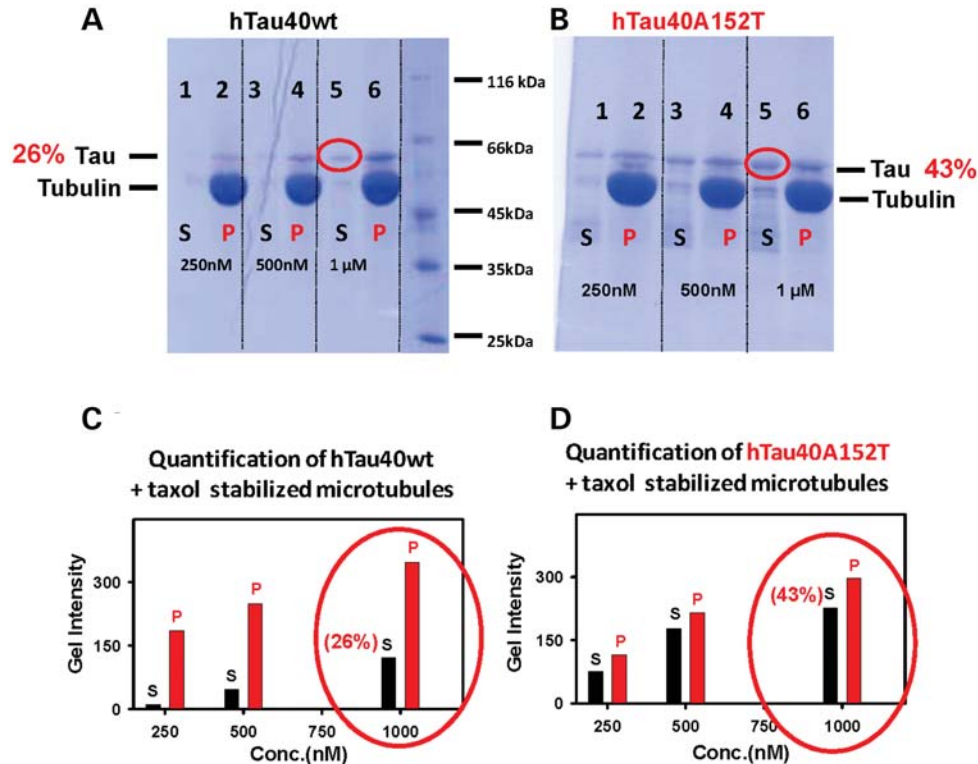 A
hTau40wt
1 2 3 4 5 6
26% Tau
Tubulin
S P S P S P
250nM 500nM 1 µM
116 kDa
66kDa
45kDa
35kDa
25kDa
B
hTau40A152T
1 2 3 4 5 6
Tau 43%
Tubulin
S P S P S P
250nM 500nM 1 µM
C
Quantification of hTau40wt
+ taxol stabilized microtubules
Gel Intensity
300
150
0
S P S P (26%) S P
250 500 750 1000
Conc.(nM)
D
Quantification of hTau40A152T
+ taxol stabilized microtubules
Gel Intensity
300
150
0
S P S P (43%) S P
250 500 750 1000
Conc.(nM)